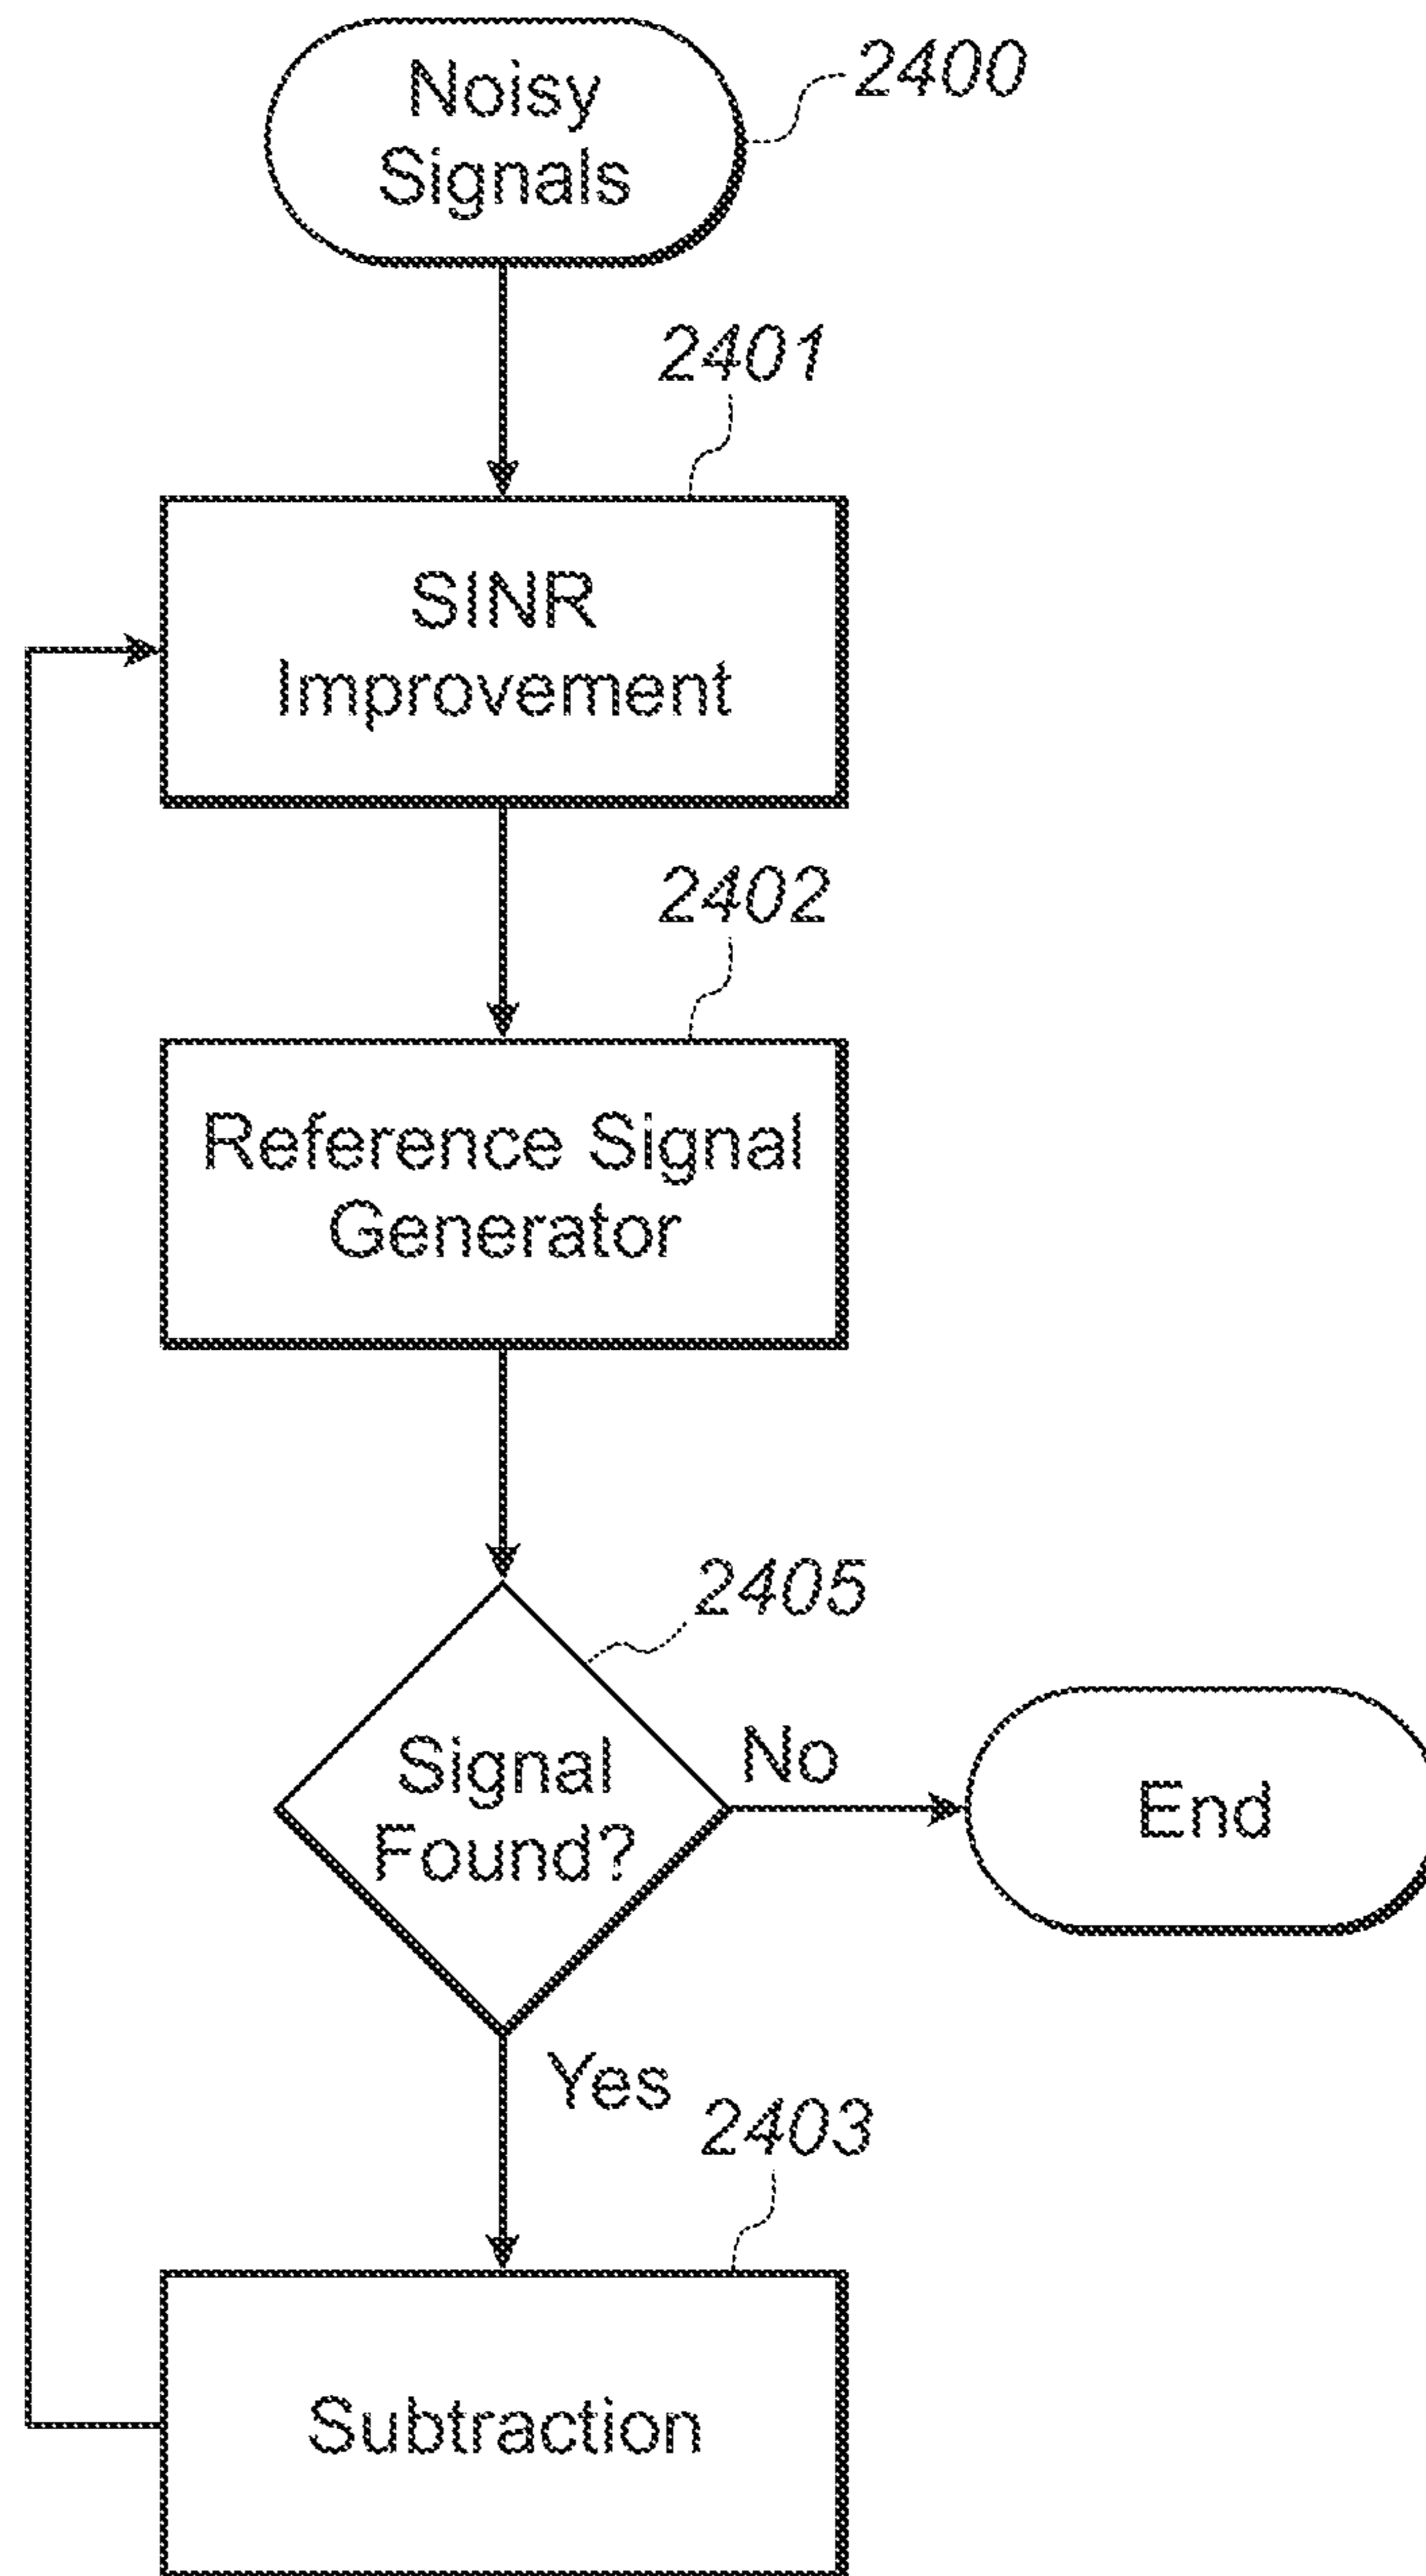 Noisy
Signals
2400
2401
SINR
Improvement
2402
Reference Signal
Generator
2405
Signal
Found?
No
End
Yes
2403
Subtraction